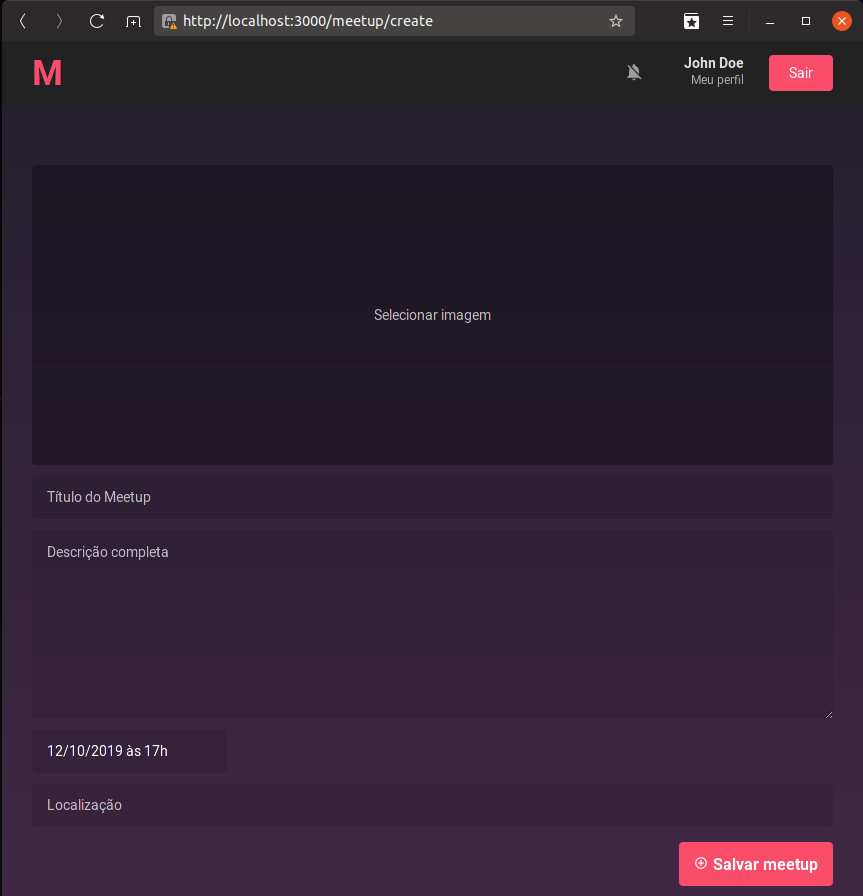 http://localhost:3000/meetup/create
M
John Doe
Meu perfil
Sair
Selecionar imagem
Título do Meetup
Descrição completa
12/10/2019 às 17h
Localização
Salvar meetup